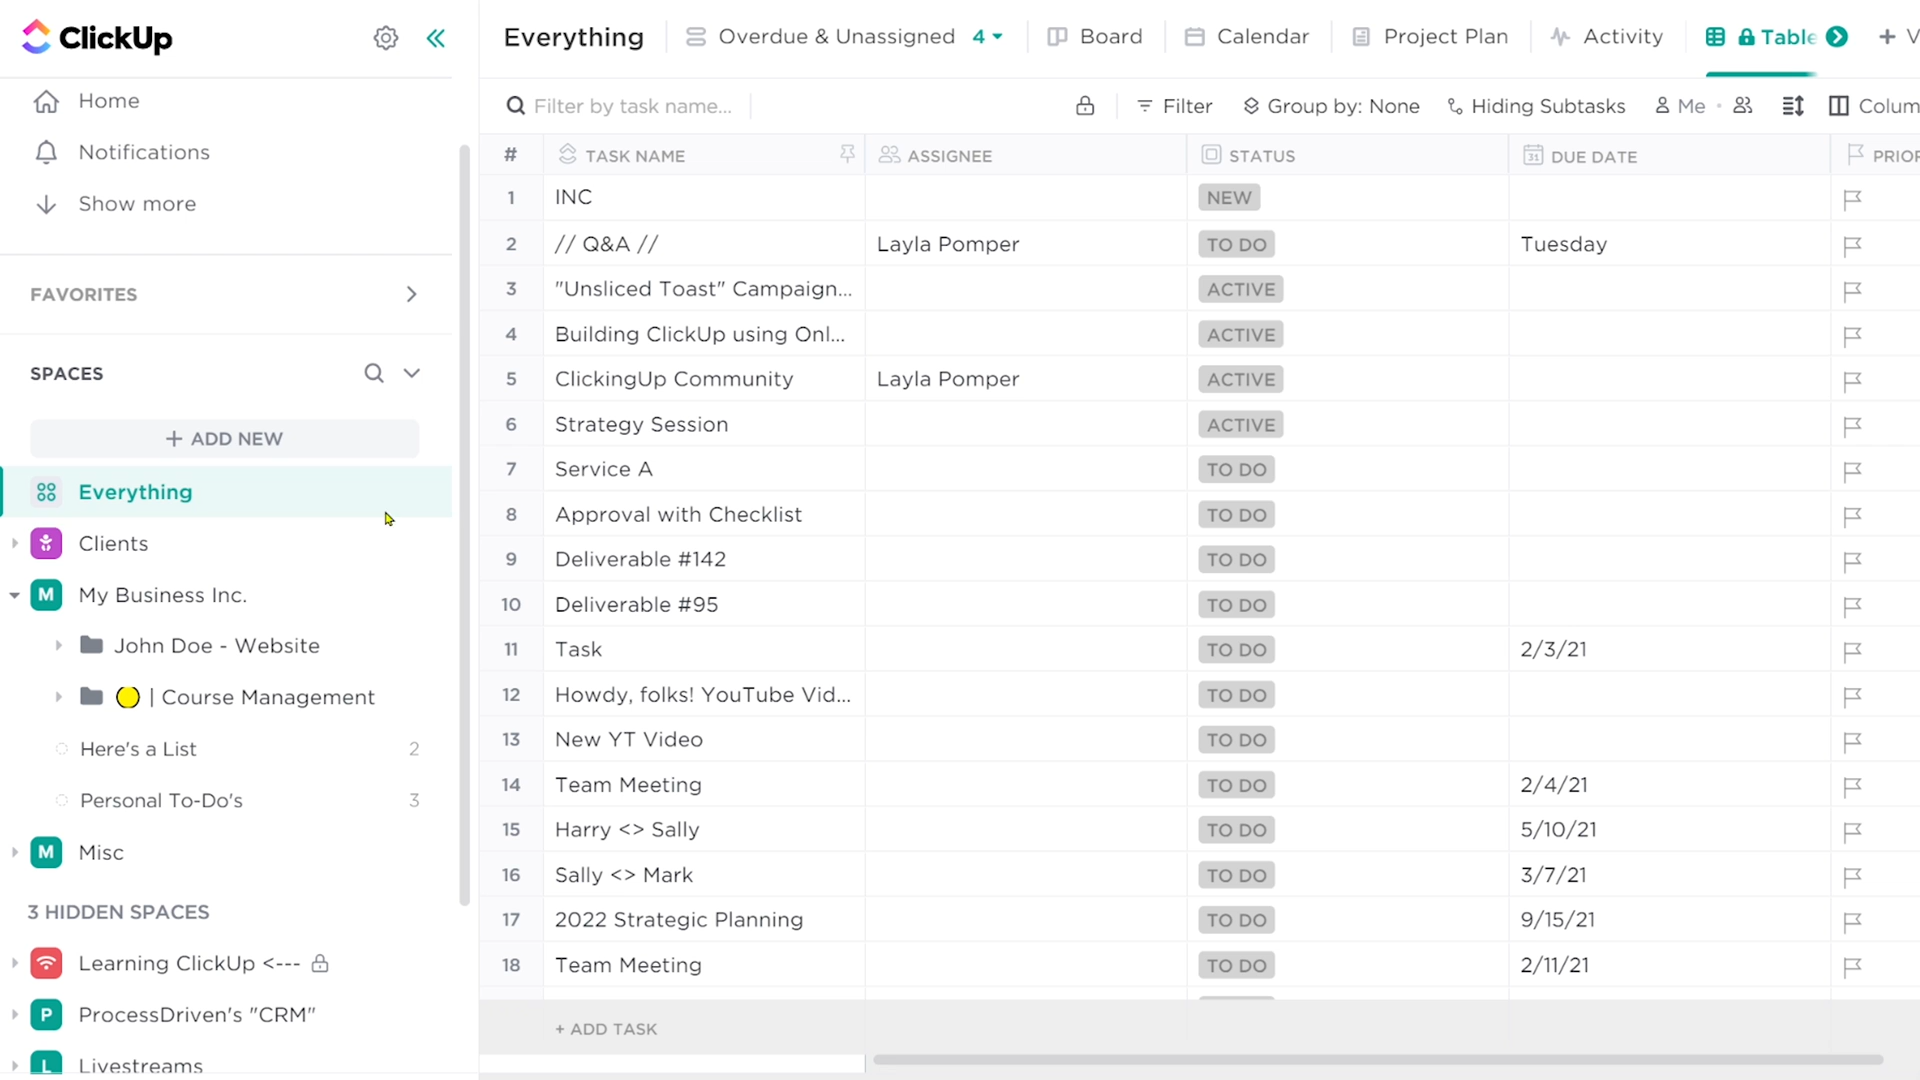 ClickUp
Home
Notifications
Show more
FAVORITES
SPACES
+ ADD NEW
Everything
Clients
M My Business Inc.
John Doe - Website
| Course Management
Here's a List 2
Personal To-Do's 3
M Misc
3 HIDDEN SPACES
Learning ClickUp <---
P ProcessDriven's "CRM"
L Livestreams
Everything Overdue & Unassigned 4 Board Calendar Project Plan Activity Table + V
Filter by task name... Filter Group by: None Hiding Subtasks Me Colum
# TASK NAME ASSIGNEE STATUS 31 DUE DATE PRIOR
1 INC NEW
2 // Q&A // Layla Pomper TO DO Tuesday
3 "Unsliced Toast" Campaign... ACTIVE
4 Building ClickUp using Onl... ACTIVE
5 ClickingUp Community Layla Pomper ACTIVE
6 Strategy Session ACTIVE
7 Service A TO DO
8 Approval with Checklist TO DO
9 Deliverable #142 TO DO
10 Deliverable #95 TO DO
11 Task TO DO 2/3/21
12 Howdy, folks! YouTube Vid... TO DO
13 New YT Video TO DO
14 Team Meeting TO DO 2/4/21
15 Harry <> Sally TO DO 5/10/21
16 Sally <> Mark TO DO 3/7/21
17 2022 Strategic Planning TO DO 9/15/21
18 Team Meeting TO DO 2/11/21
+ ADD TASK